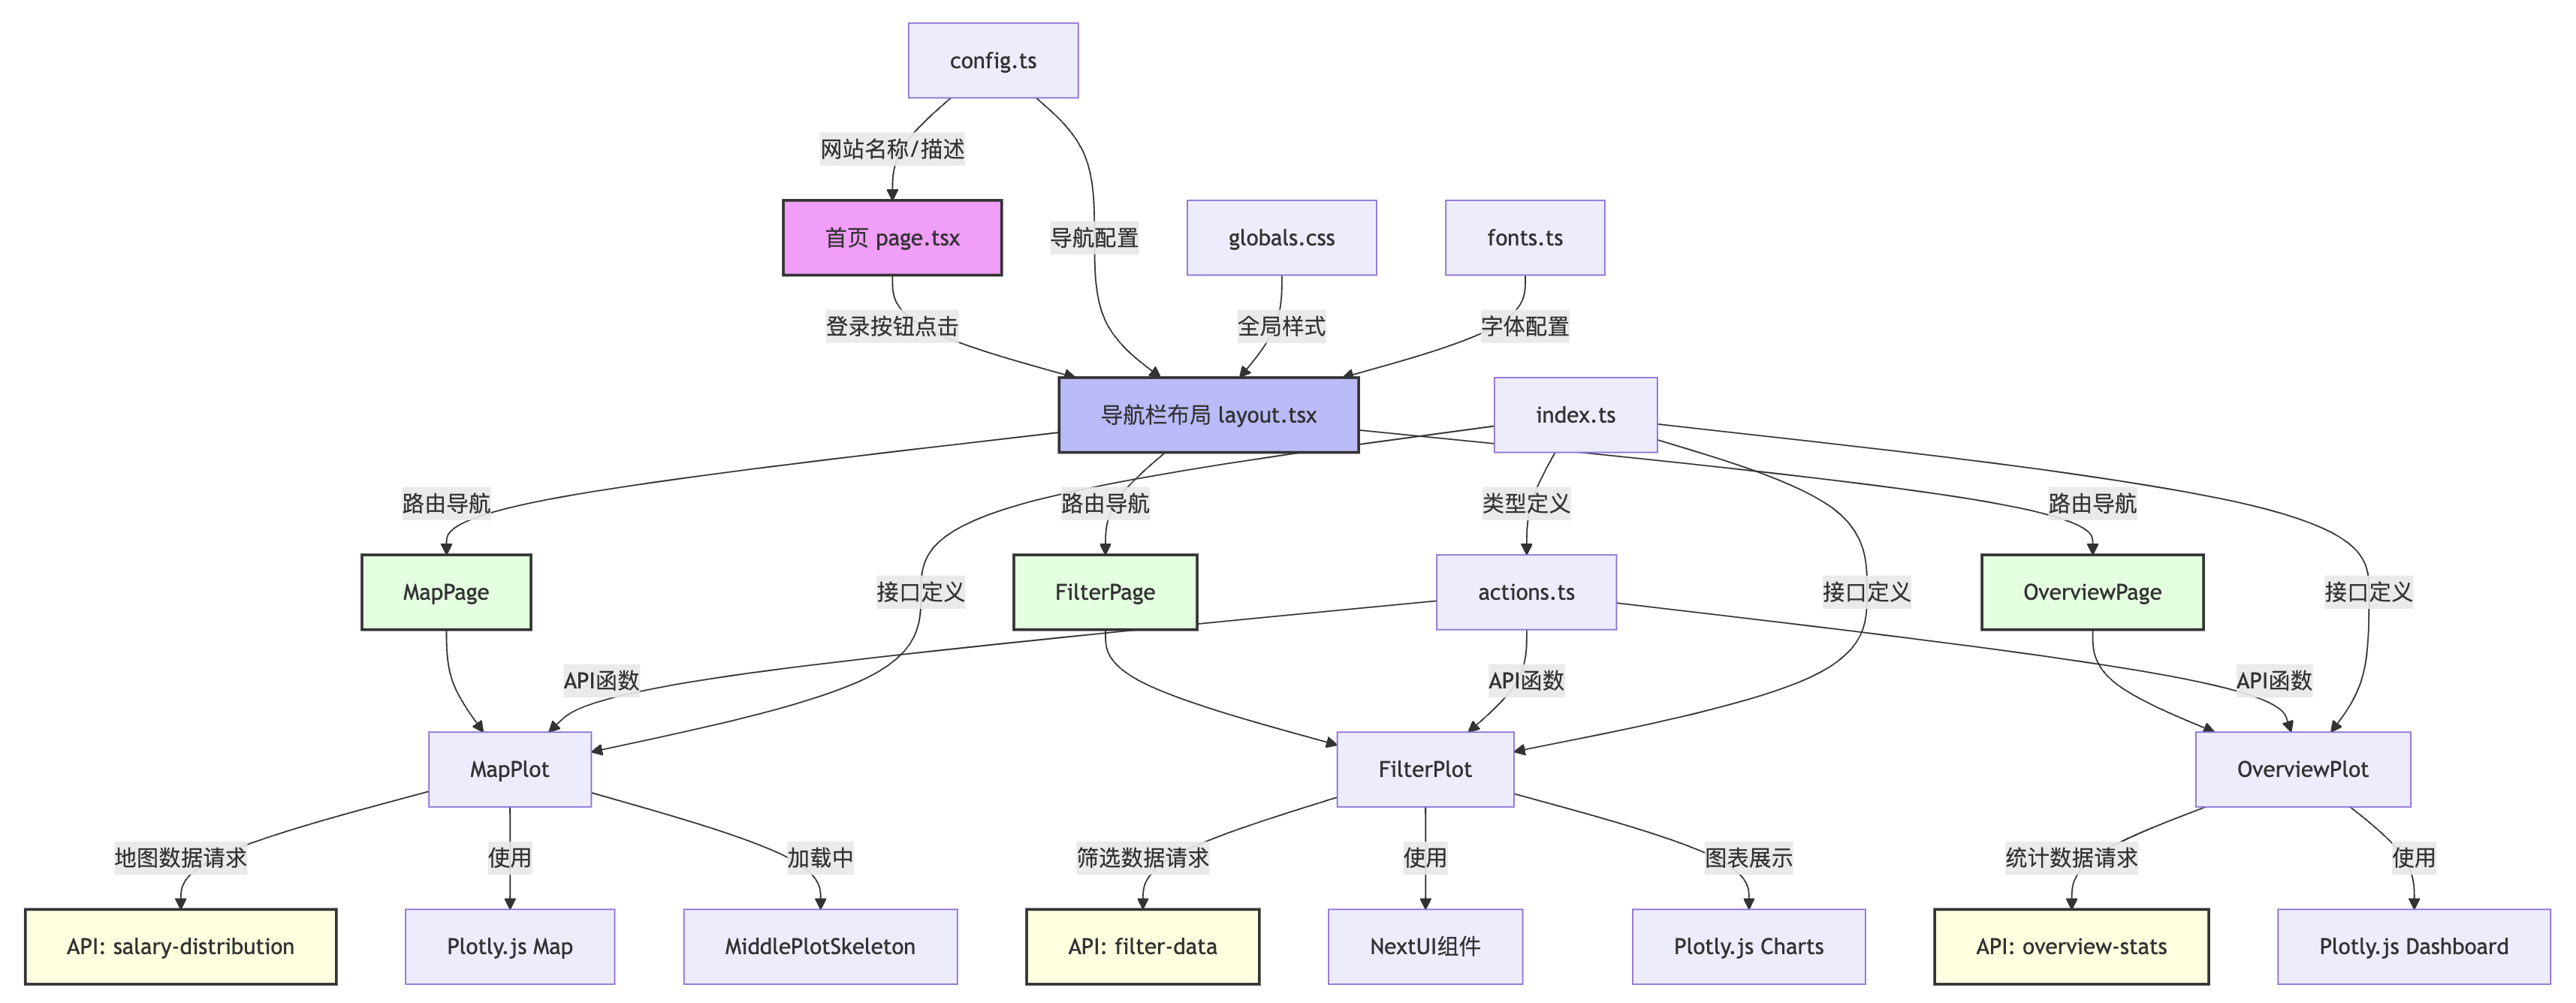 config.ts
网站名称/描述
首页 page.tsx
导航配置
globals.css
fonts.ts
登录按钮点击
全局样式
字体配置
导航栏布局 layout.tsx
index.ts
路由导航
路由导航
类型定义
路由导航
MapPage
接口定义
FilterPage
actions.ts
接口定义
OverviewPage
接口定义
API函数
API函数
API函数
MapPlot
FilterPlot
OverviewPlot
地图数据请求
使用
加载中
筛选数据请求
使用
图表展示
统计数据请求
使用
API: salary-distribution
Plotly.js Map
MiddlePlotSkeleton
API: filter-data
NextUI组件
Plotly.js Charts
API: overview-stats
Plotly.js Dashboard